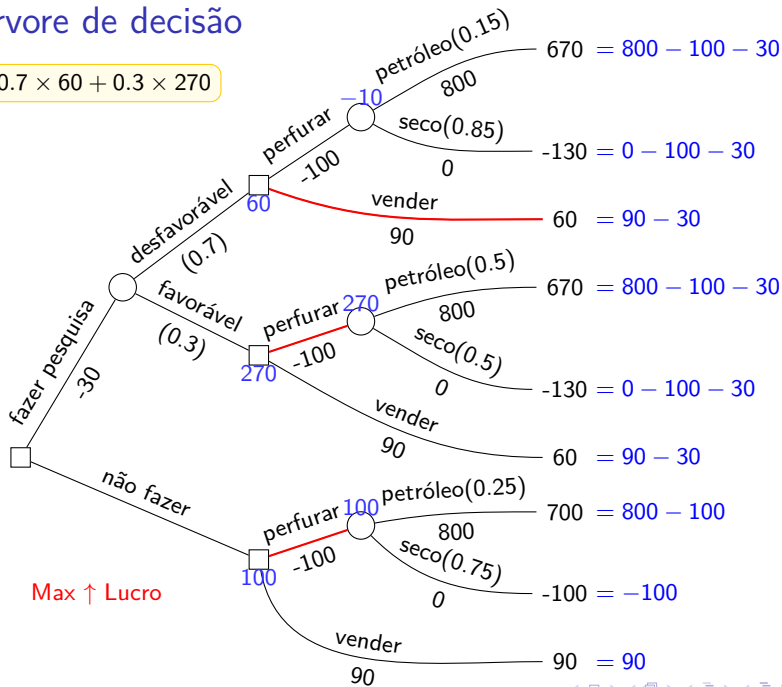 rvore de decisão
0.7 × 60 + 0.3 × 270
petróleo(0.15)
800
670 = 800 − 100 − 30
−10
perfurar
-100
seco(0.85)
0
-130 = 0 − 100 − 30
60
vender
90
60 = 90 − 30
desfavorável
(0.7)
petróleo(0.5)
800
670 = 800 − 100 − 30
favorável
(0.3)
perfurar
-100
270
270
seco(0.5)
0
-130 = 0 − 100 − 30
fazer pesquisa
-30
vender
90
60 = 90 − 30
não fazer
petróleo(0.25)
800
700 = 800 − 100
perfurar
-100
100
100
seco(0.75)
0
-100 = −100
Max ↑ Lucro
vender
90
90 = 90